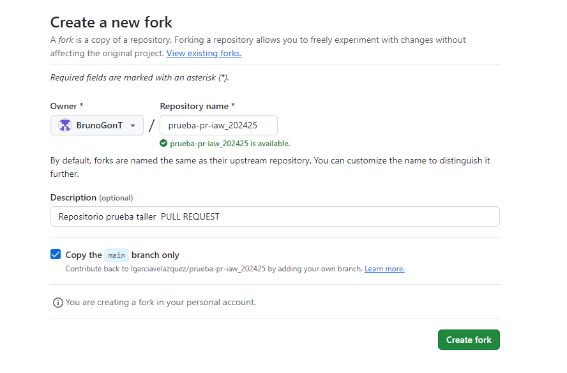 Create a new fork
A fork is a copy of a repository. Forking a repository allows you to freely experiment with changes without
affecting the original project. View existing forks.
Required fields are marked with an asterisk (*).
Owner * Repository name *
BrunoGonT / prueba-pr-iaw_202425
prueba-pr-iaw_202425 is available.
By default, forks are named the same as their upstream repository. You can customize the name to distinguish it
further.
Description (optional)
Repositorio prueba taller PULL REQUEST
Copy the main branch only
Contribute back to lgarciavelazquez/prueba-pr-iaw_202425 by adding your own branch. Learn more.
You are creating a fork in your personal account.
Create fork